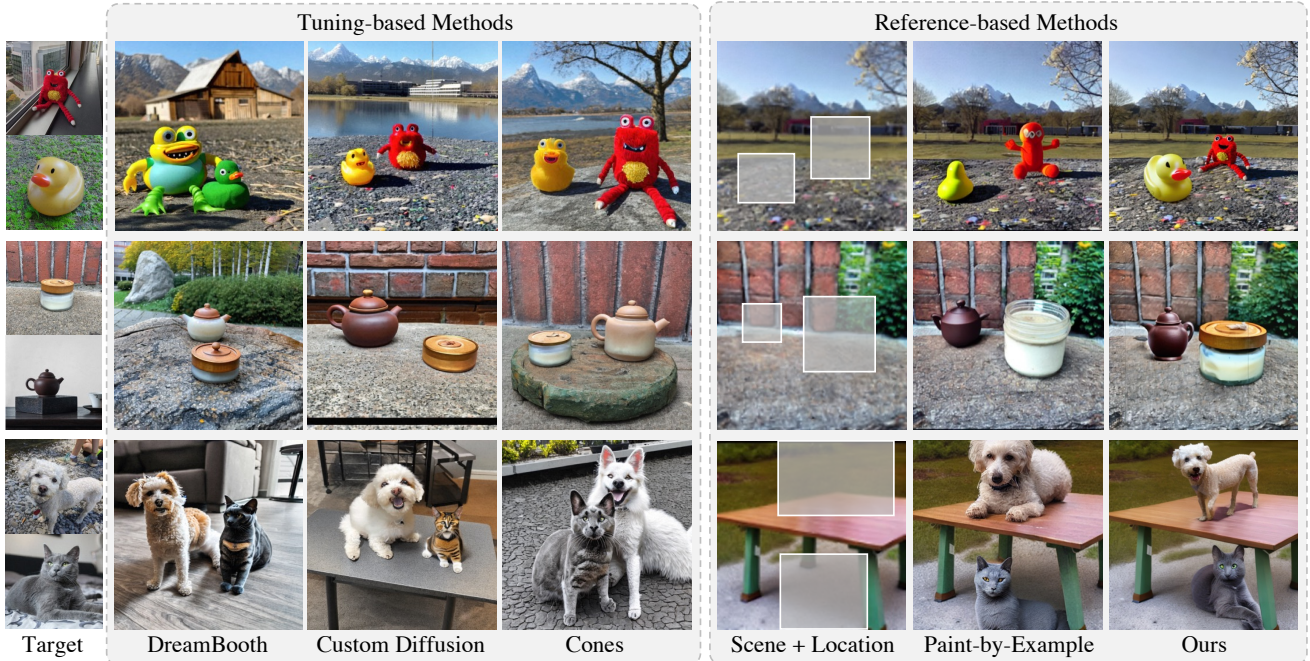 Tuning-based Methods
Reference-based Methods
Target
DreamBooth
Custom Diffusion
Cones
Scene + Location
Paint-by-Example
Ours